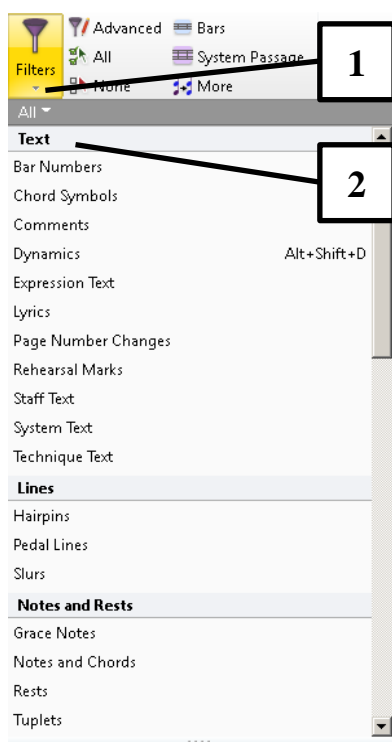 Advanced Bars
Filters All System Passage 1
None More
All
Text
Bar Numbers
2
Chord Symbols
Comments
Dynamics Alt+Shift+D
Expression Text
Lyrics
Page Number Changes
Rehearsal Marks
Staff Text
System Text
Technique Text
Lines
Hairpins
Pedal Lines
Slurs
Notes and Rests
Grace Notes
Notes and Chords
Rests
Tuplets